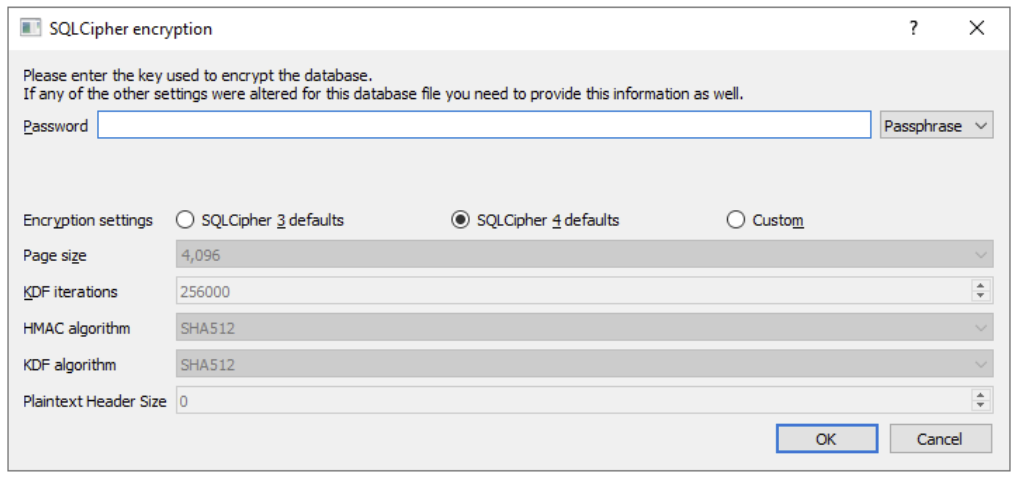 SQLCipher encryption ?
Please enter the key used to encrypt the database.
If any of the other settings were altered for this database file you need to provide this information as well.
Password Passphrase
Encryption settings SQLCipher 3 defaults SQLCipher 4 defaults Custom
Page size 4,096
KDF iterations 256000
HMAC algorithm SHA512
KDF algorithm SHA512
Plaintext Header Size 0
OK Cancel